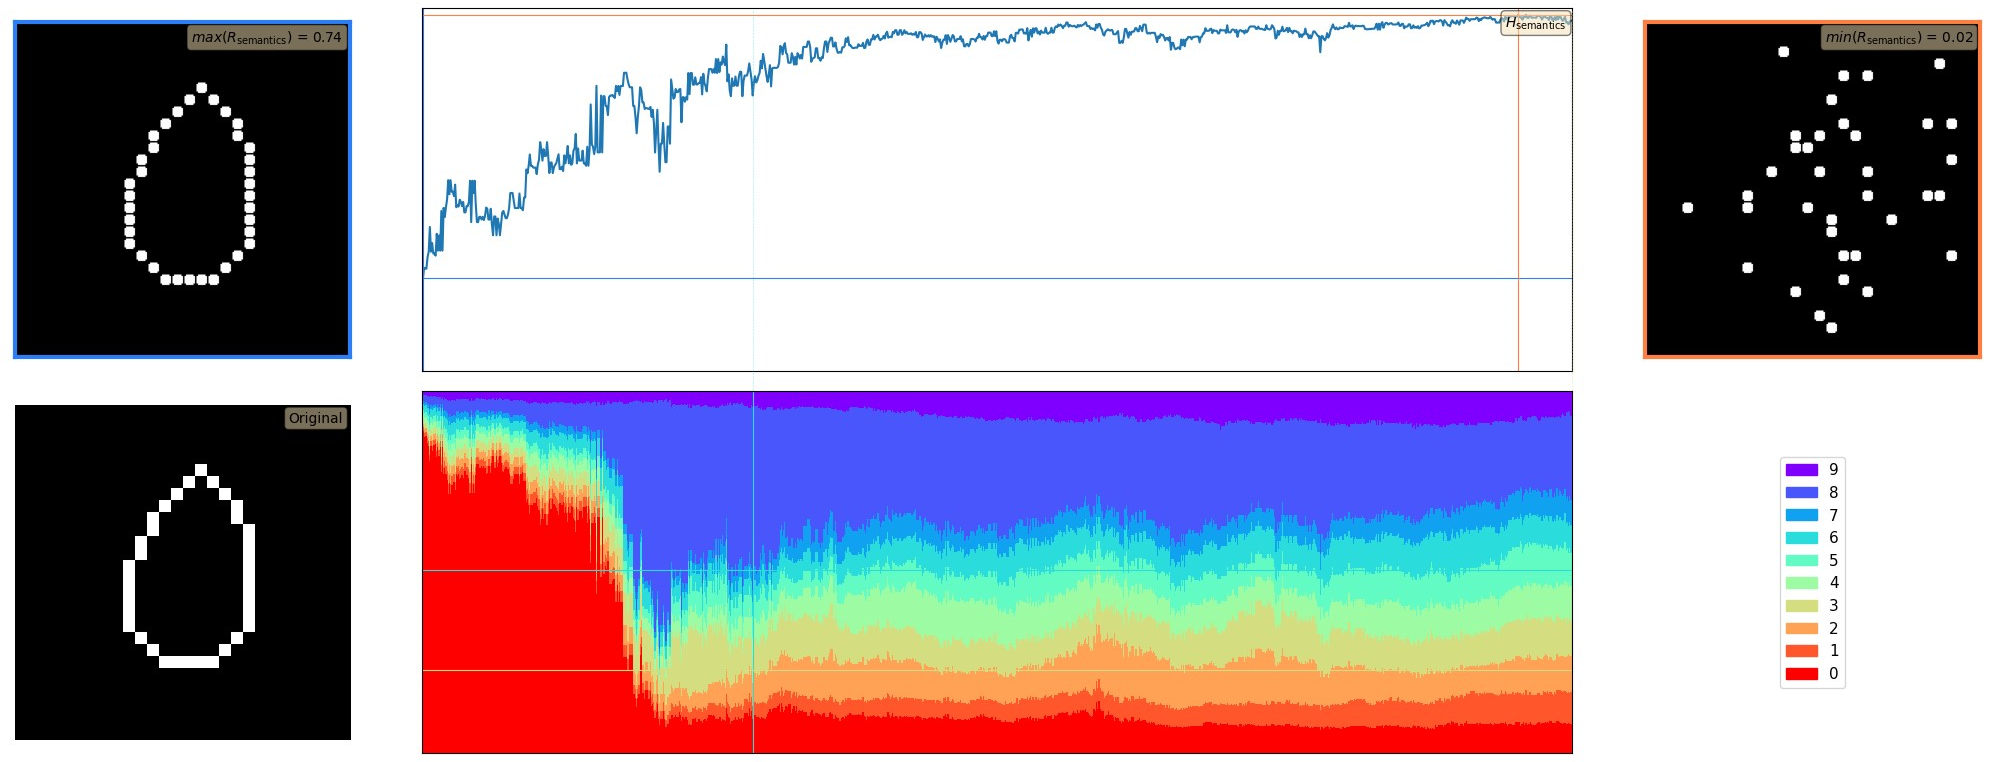 max(R_semantics) = 0.74
H_semantics
min(R_semantics) = 0.02
Original
9
8
7
6
5
4
3
2
1
0